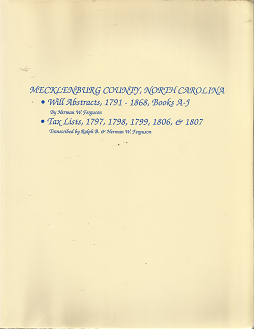 MECKLENBURG COUNTY, NORTH CAROLINA
• Will Abstracts, 1791 - 1868, Books A-J
By Herman W. Ferguson
• Tax Lists, 1797, 1798, 1799, 1806, & 1807
Transcribed by Ralph B. & Herman W. Ferguson